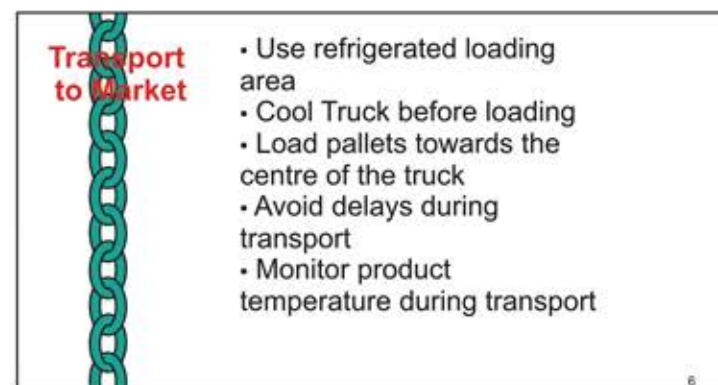 Transport
to Market
• Use refrigerated loading
area
• Cool Truck before loading
• Load pallets towards the
centre of the truck
• Avoid delays during
transport
• Monitor product
temperature during transport
6